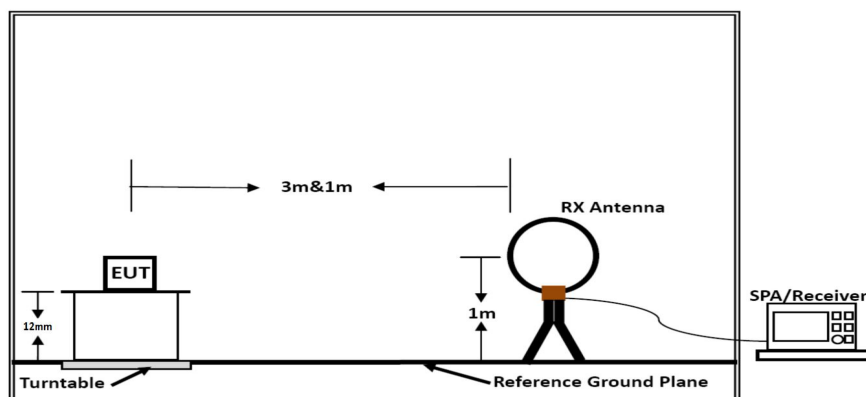 3m&1m
RX Antenna
EUT
SPA/Receiver
12mm
1m
Turntable
Reference Ground Plane